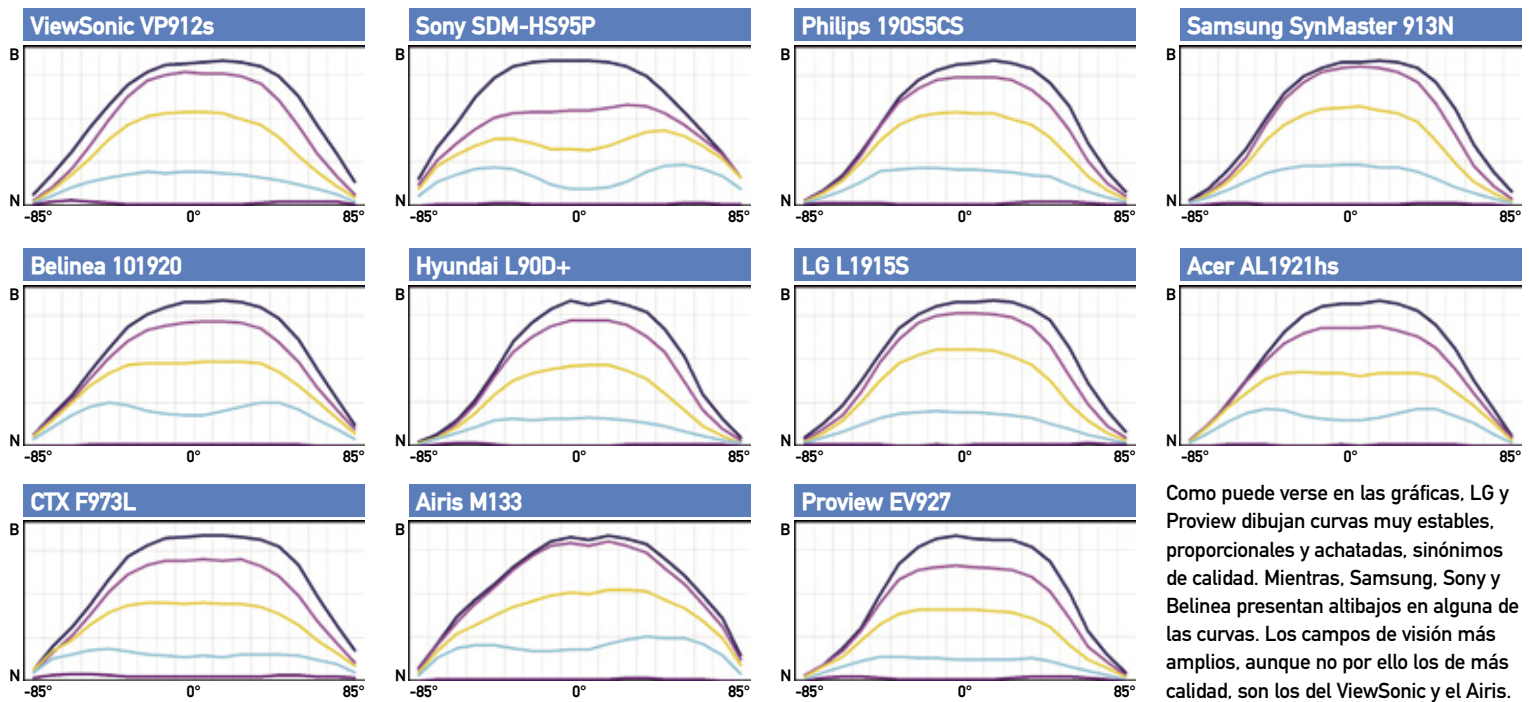 ViewSonic VP912s
B
N
-85°
0°
85°
Sony SDM-HS95P
B
N
-85°
0°
85°
Philips 190S5CS
B
N
-85°
0°
85°
Samsung SynMaster 913N
B
N
-85°
0°
85°
Belinea 101920
B
N
-85°
0°
85°
Hyundai L90D+
B
N
-85°
0°
85°
LG L1915S
B
N
-85°
0°
85°
Acer AL1921hs
B
N
-85°
0°
85°
CTX F973L
B
N
-85°
0°
85°
Airis M133
B
N
-85°
0°
85°
Proview EV927
B
N
-85°
0°
85°
Como puede verse en las gráficas, LG y
Proview dibujan curvas muy estables,
proporcionales y achatadas, sinónimos
de calidad. Mientras, Samsung, Sony y
Belinea presentan altibajos en alguna de
las curvas. Los campos de visión más
amplios, aunque no por ello los de más
calidad, son los del ViewSonic y el Airis.